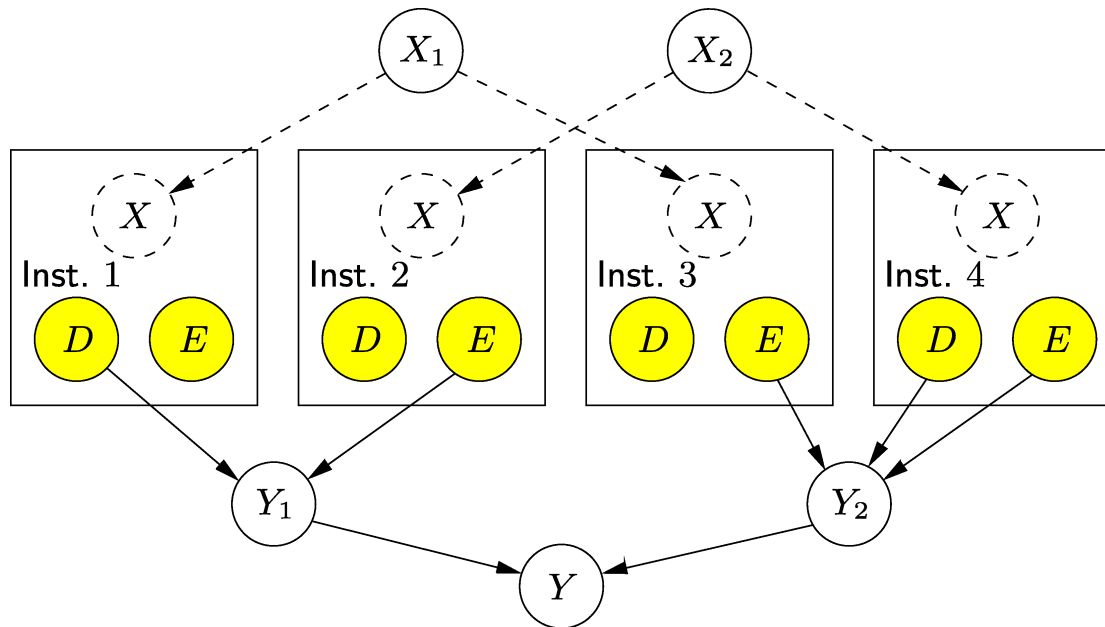 X₁ X₂
X X X X
Inst. 1 Inst. 2 Inst. 3 Inst. 4
D E D E D E D E
Y₁ Y₂
Y